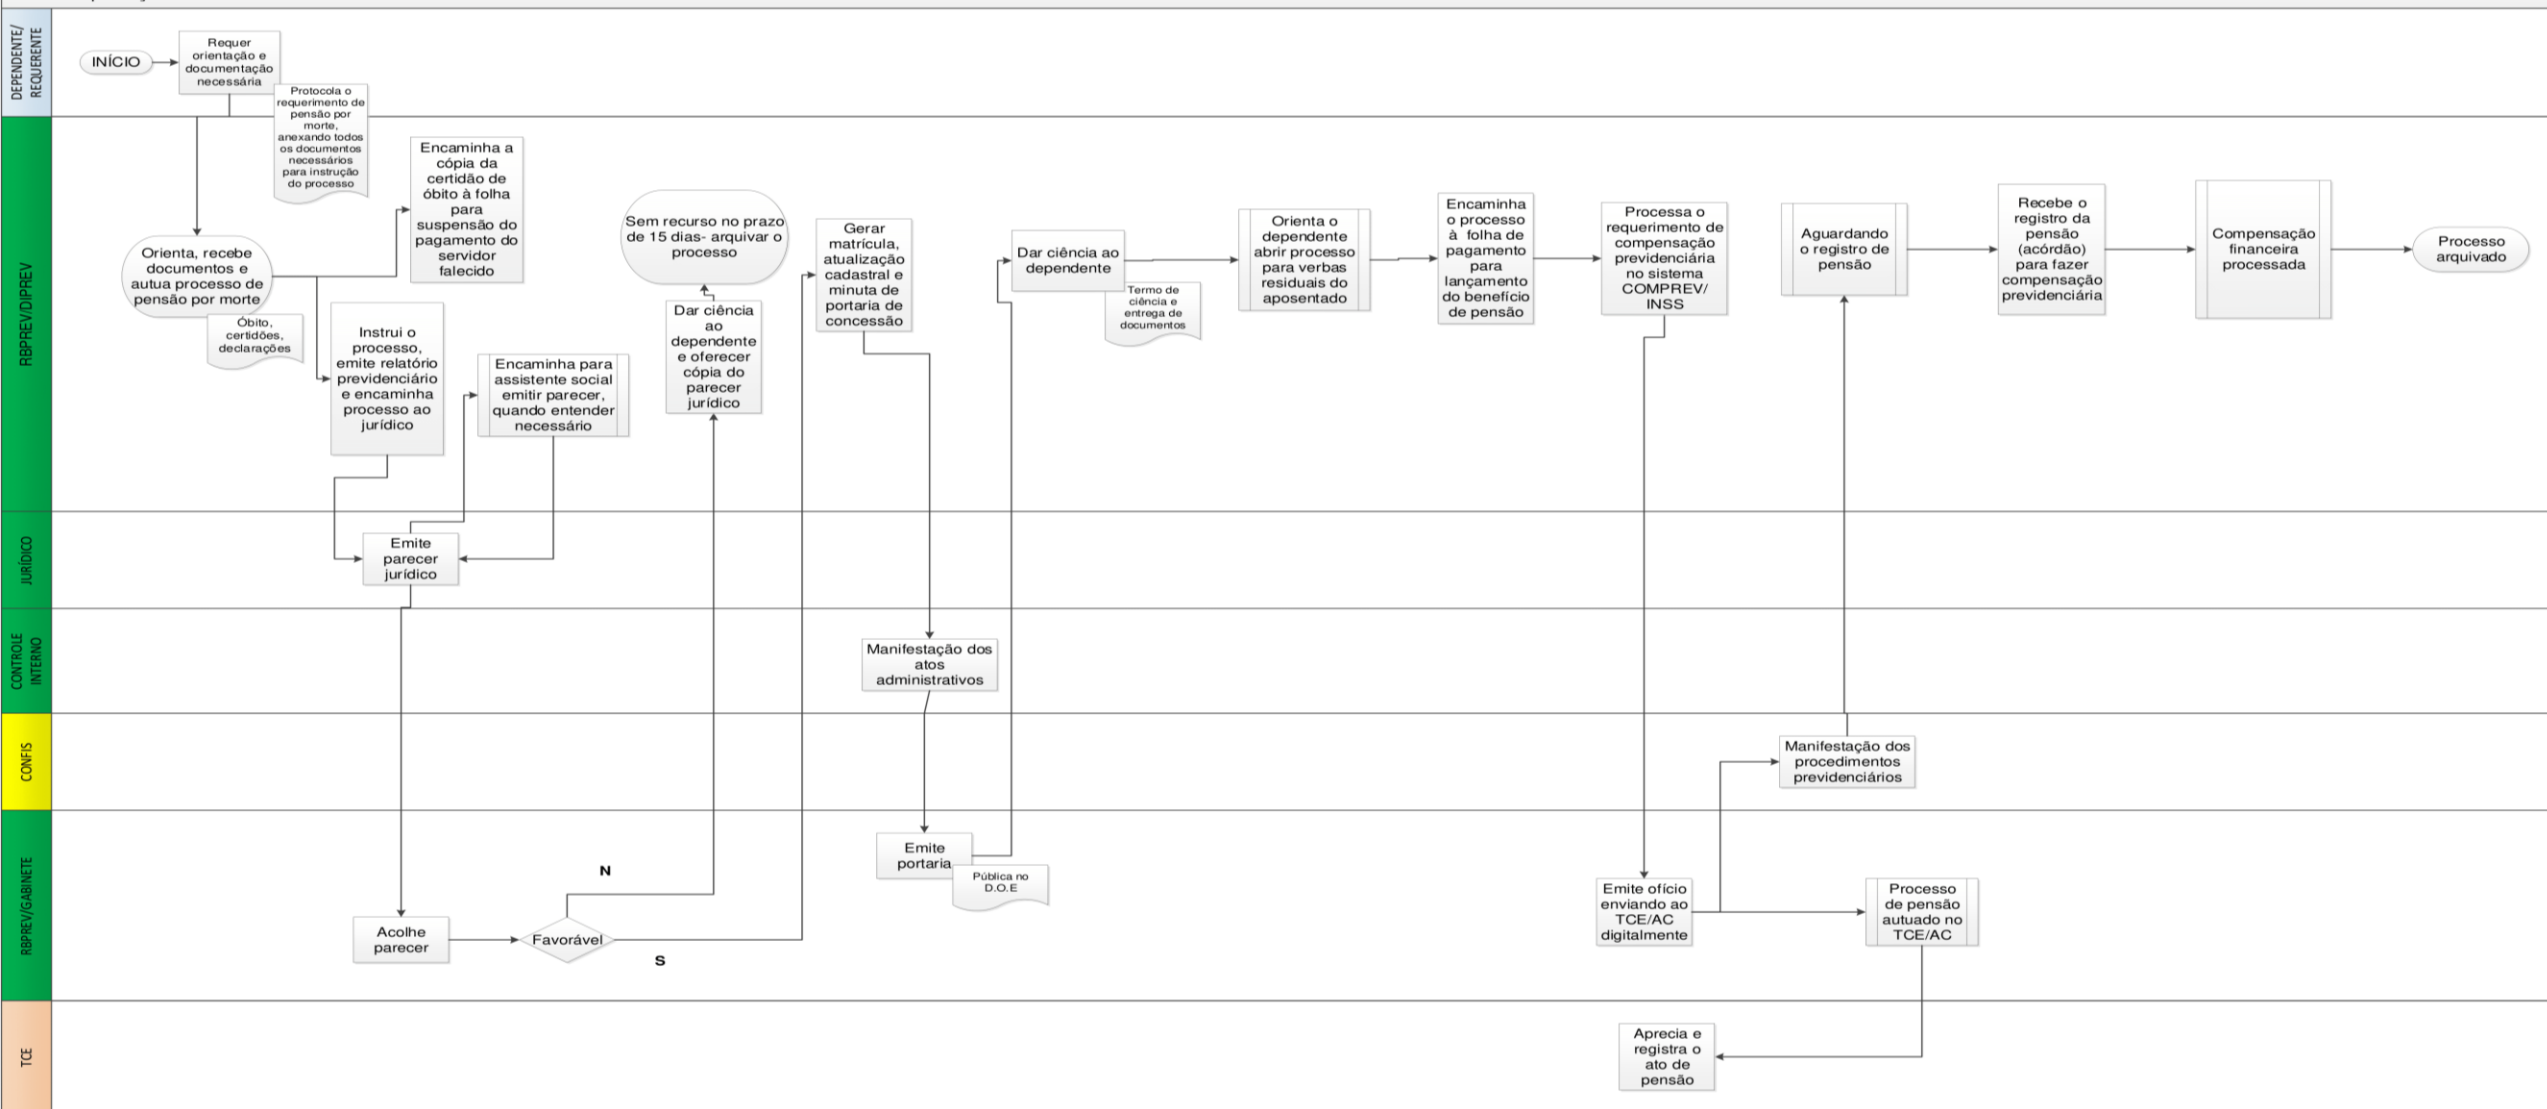 DEPENDENTE/
REQUERENTE
INÍCIO
Requer
orientação e
documentação
necessária
Protocola o
requerimento de
pensão por
morte,
anexando todos
os documentos
necessários
para instrução
do processo
RBPREV/DIPREV
Orienta, recebe
documentos e
autua processo de
pensão por morte
Óbito,
certidões,
declarações
Encaminha a
cópia da
certidão de
óbito à folha
para
suspensão do
pagamento do
servidor
falecido
Instrui o
processo,
emite relatório
previdenciário
e encaminha
processo ao
jurídico
Encaminha para
assistente social
emitir parecer,
quando entender
necessário
Sem recurso no prazo
de 15 dias- arquivar o
processo
Dar ciência
ao
dependente
e oferecer
cópia do
parecer
jurídico
Gerar
matrícula,
atualização
cadastral e
minuta de
portaria de
concessão
Dar ciência ao
dependente
Termo de
ciência e
entrega de
documentos
Orienta o
dependente
abrir processo
para verbas
residuais do
aposentado
Encaminha
o processo
à folha de
pagamento
para
lançamento
do benefício
de pensão
Processa o
requerimento de
compensação
previdenciária
no sistema
COMPREV/
INSS
Aguardando
o registro de
pensão
Recebe o
registro da
pensão
(acórdão)
para fazer
compensação
previdenciária
Compensação
financeira
processada
Processo
arquivado
JURÍDICO
Emite
parecer
jurídico
CONTROLE
INTERNO
Manifestação dos
atos
administrativos
CONFIS
Manifestação dos
procedimentos
previdenciários
RBPREV/GABINETE
Acolhe
parecer
Favorável
N
S
Emite
portaria
Pública no
D.O.E
Emite ofício
enviando ao
TCE/AC
digitalmente
Processo
de pensão
autuado no
TCE/AC
TCE
Aprecia e
registra o
ato de
pensão